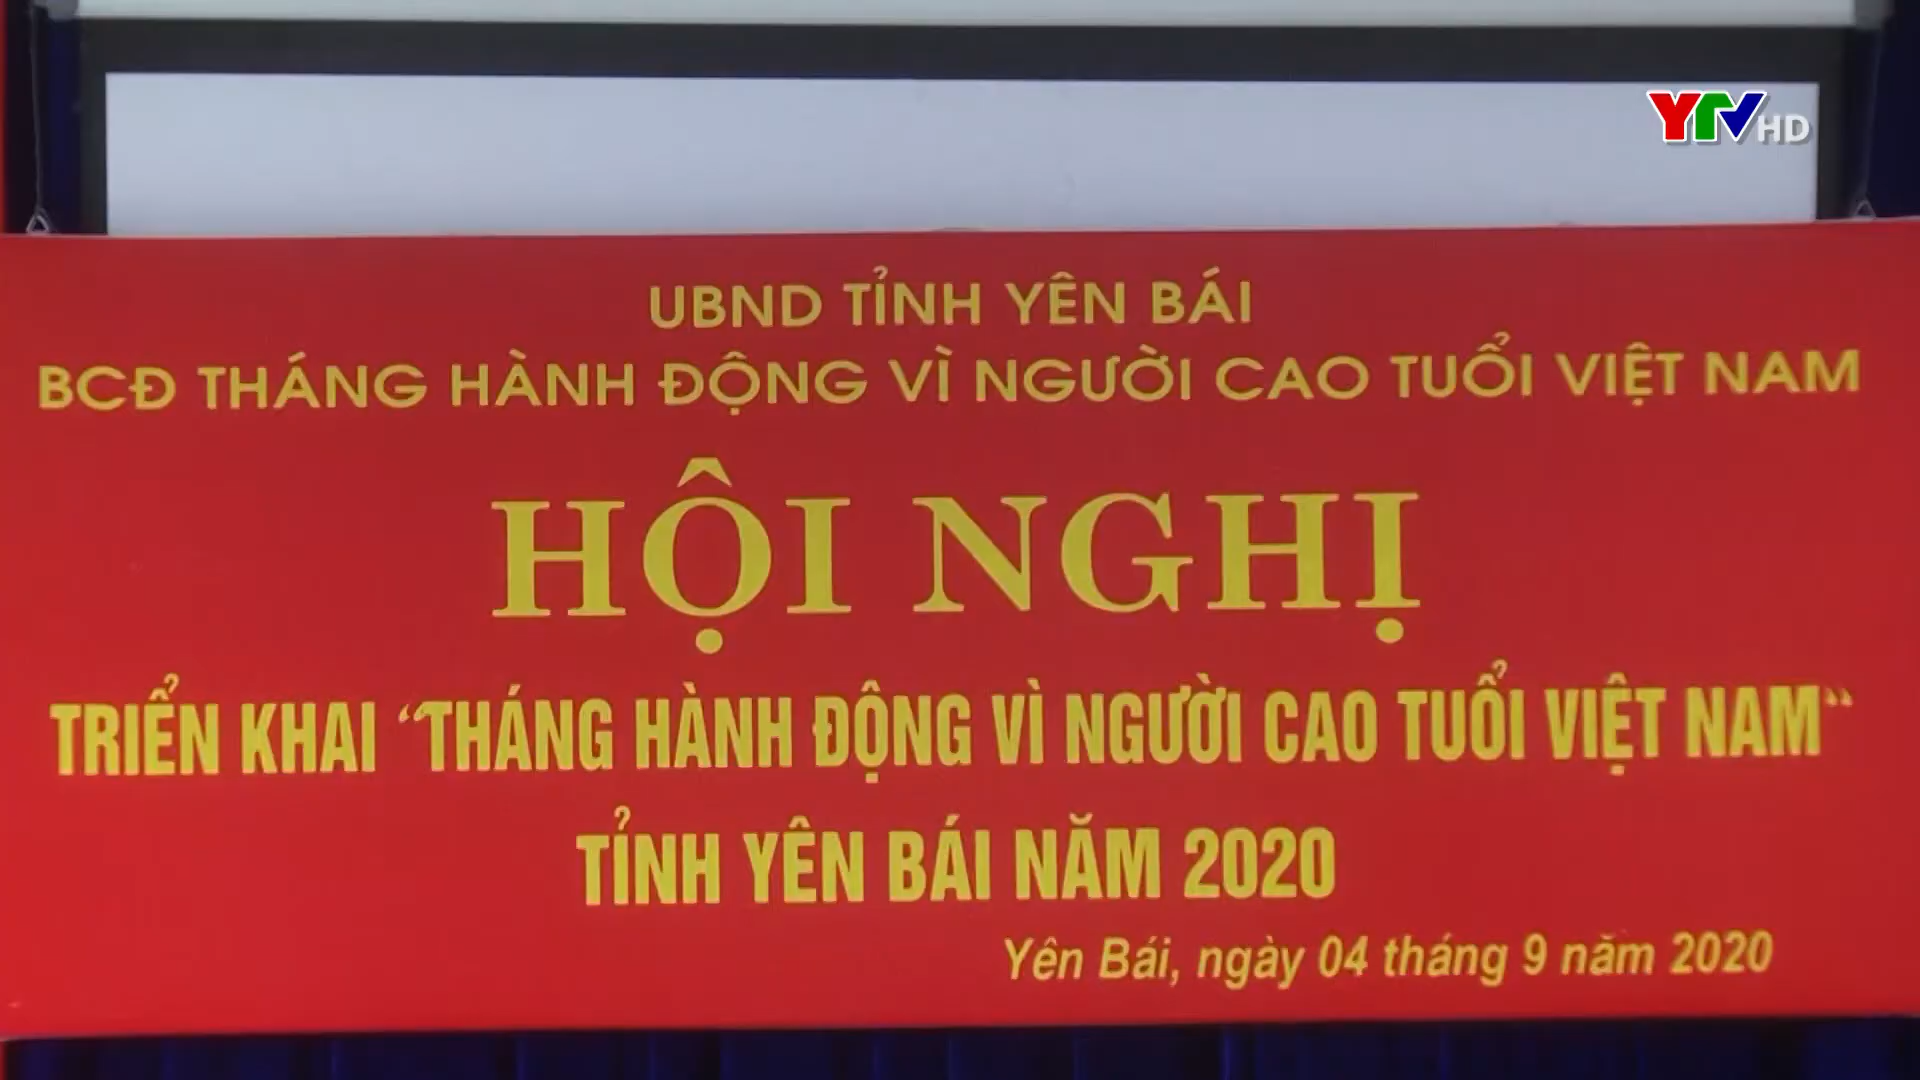 YTV HD
UBND TỈNH YÊN BÁI
BCĐ THÁNG HÀNH ĐỘNG VÌ NGƯỜI CAO TUỔI VIỆT NAM
HỘI NGHỊ
TRIỂN KHAI “THÁNG HÀNH ĐỘNG VÌ NGƯỜI CAO TUỔI VIỆT NAM“
TỈNH YÊN BÁI NĂM 2020
Yên Bái, ngày 04 tháng 9 năm 2020